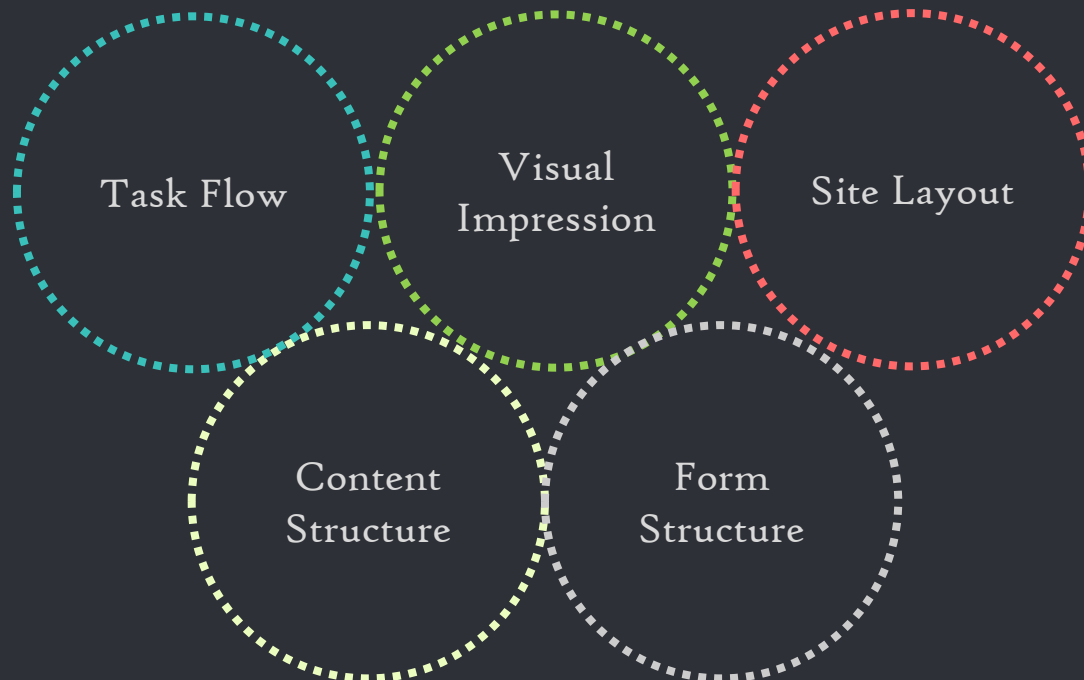 Task Flow
Visual
Impression
Site Layout
Content
Structure
Form
Structure